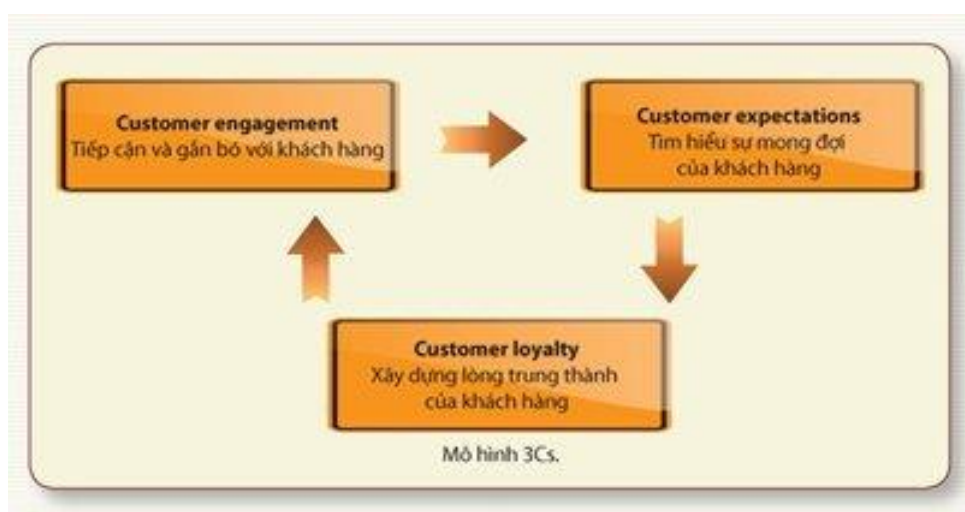 Customer engagement
Tiếp cận và gắn bó với khách hàng
Customer expectations
Tìm hiểu sự mong đợi
của khách hàng
Customer loyalty
Xây dựng lòng trung thành
của khách hàng
Mô hình 3Cs.